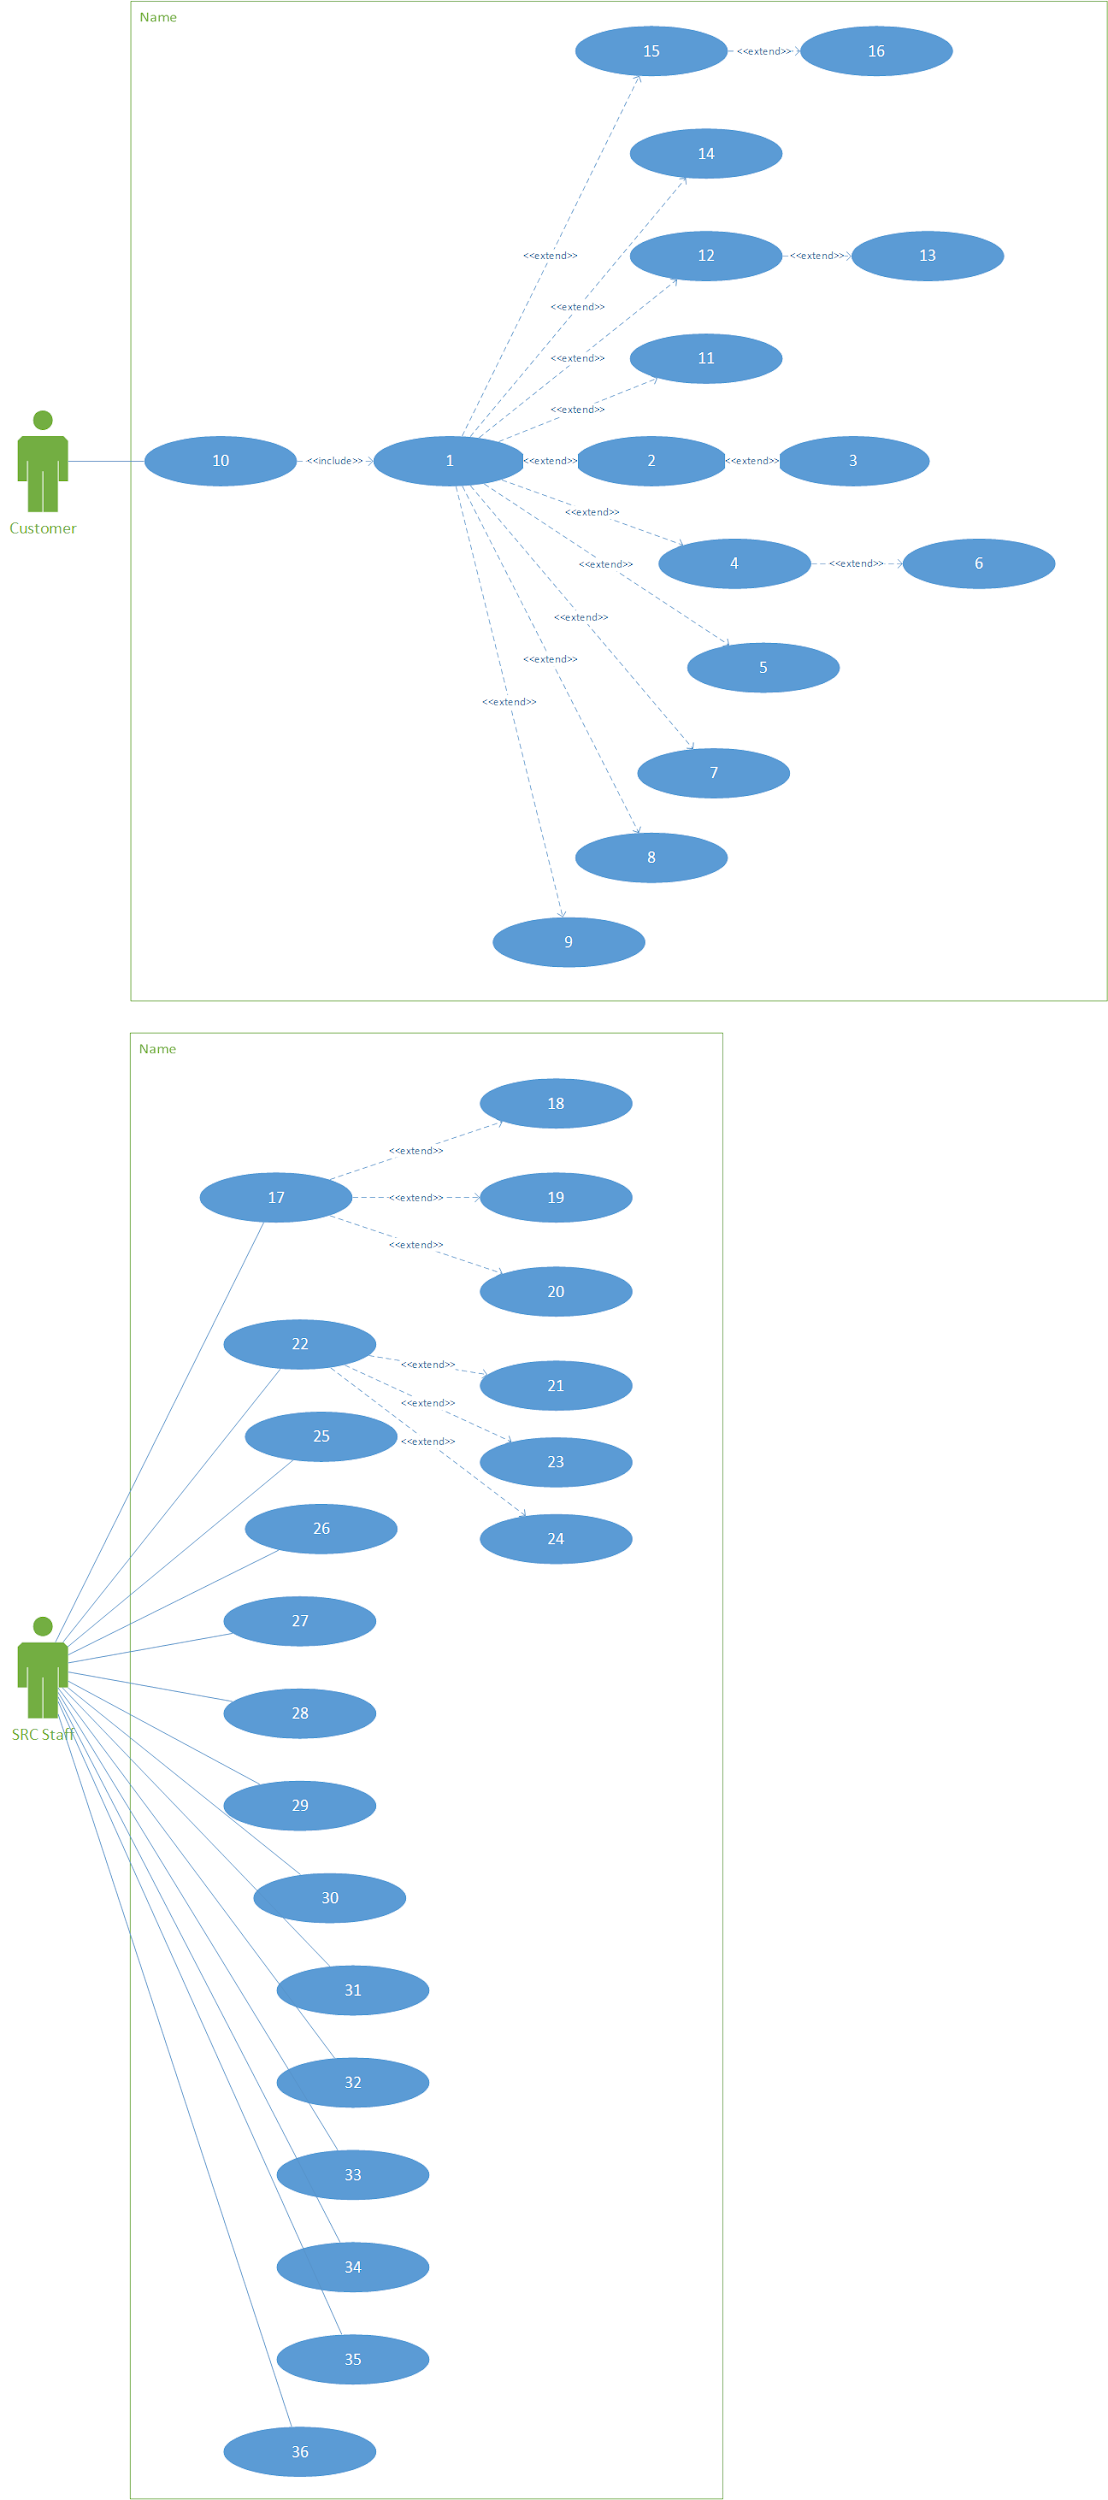 Name
15 <<extend>> 16
14
<<extend>> 12 <<extend>> 13
<<extend>>
<<extend>> 11
<<extend>>
10 <<include>> 1 <<extend>> 2 <<extend>> 3
Customer
<<extend>>
4 <<extend>> 6
<<extend>>
<<extend>>
5
<<extend>>
<<extend>>
7
8
9
Name
18
<<extend>>
17 <<extend>> 19
<<extend>>
20
22
<<extend>>
21
<<extend>>
25 <<extend>>
23
26
24
27
SRC Staff
28
29
30
31
32
33
34
35
36